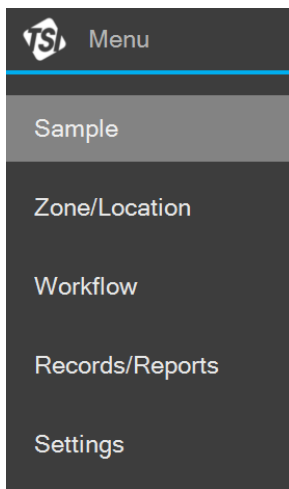 TSI Menu
Sample
Zone/Location
Workflow
Records/Reports
Settings